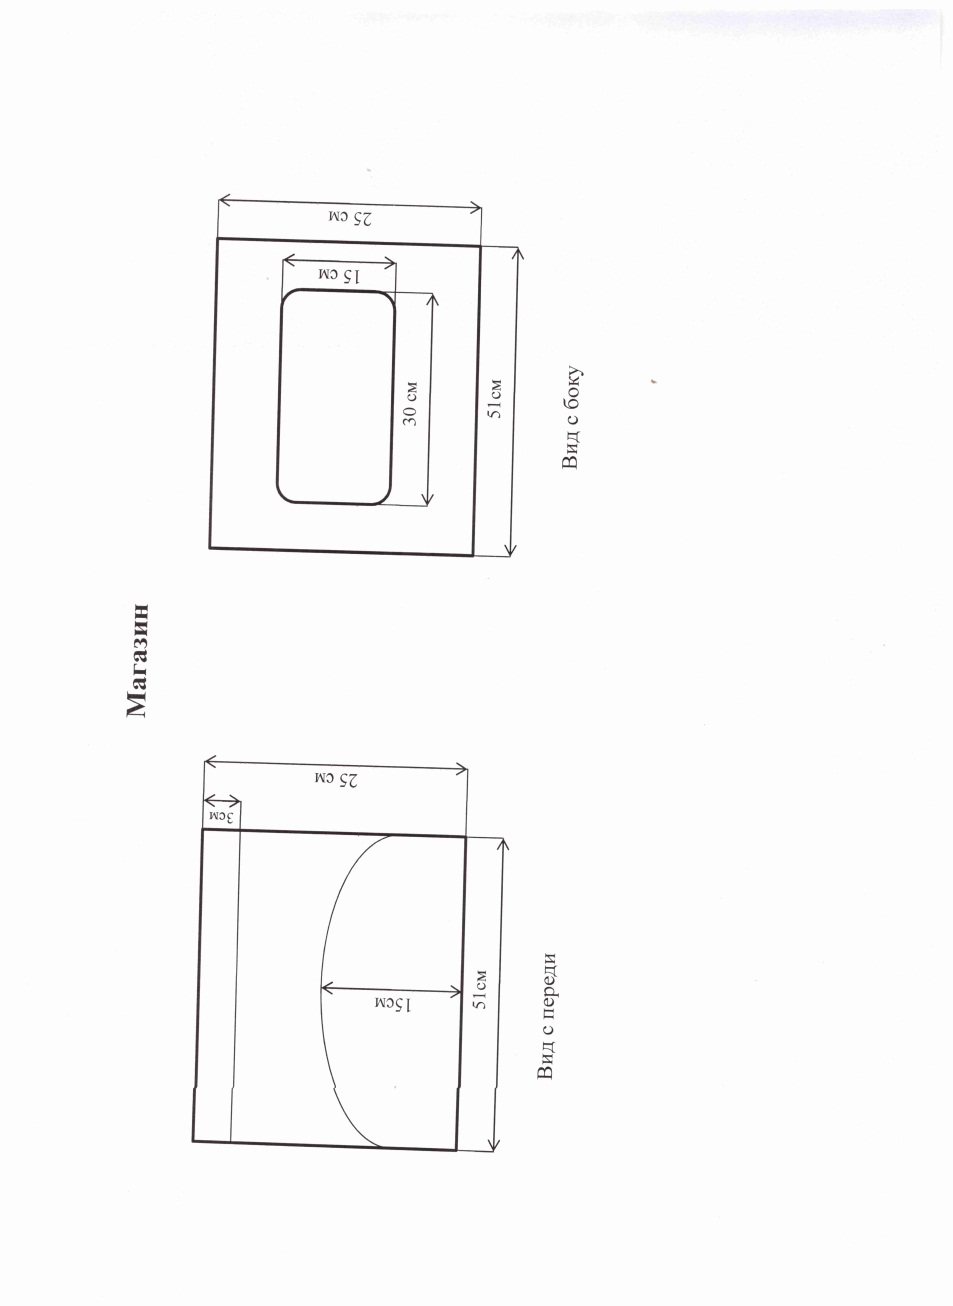 Магазин
3см
25 см
15см
51см
Вид с переди
25 см
15 см
30 см
51см
Вид с боку